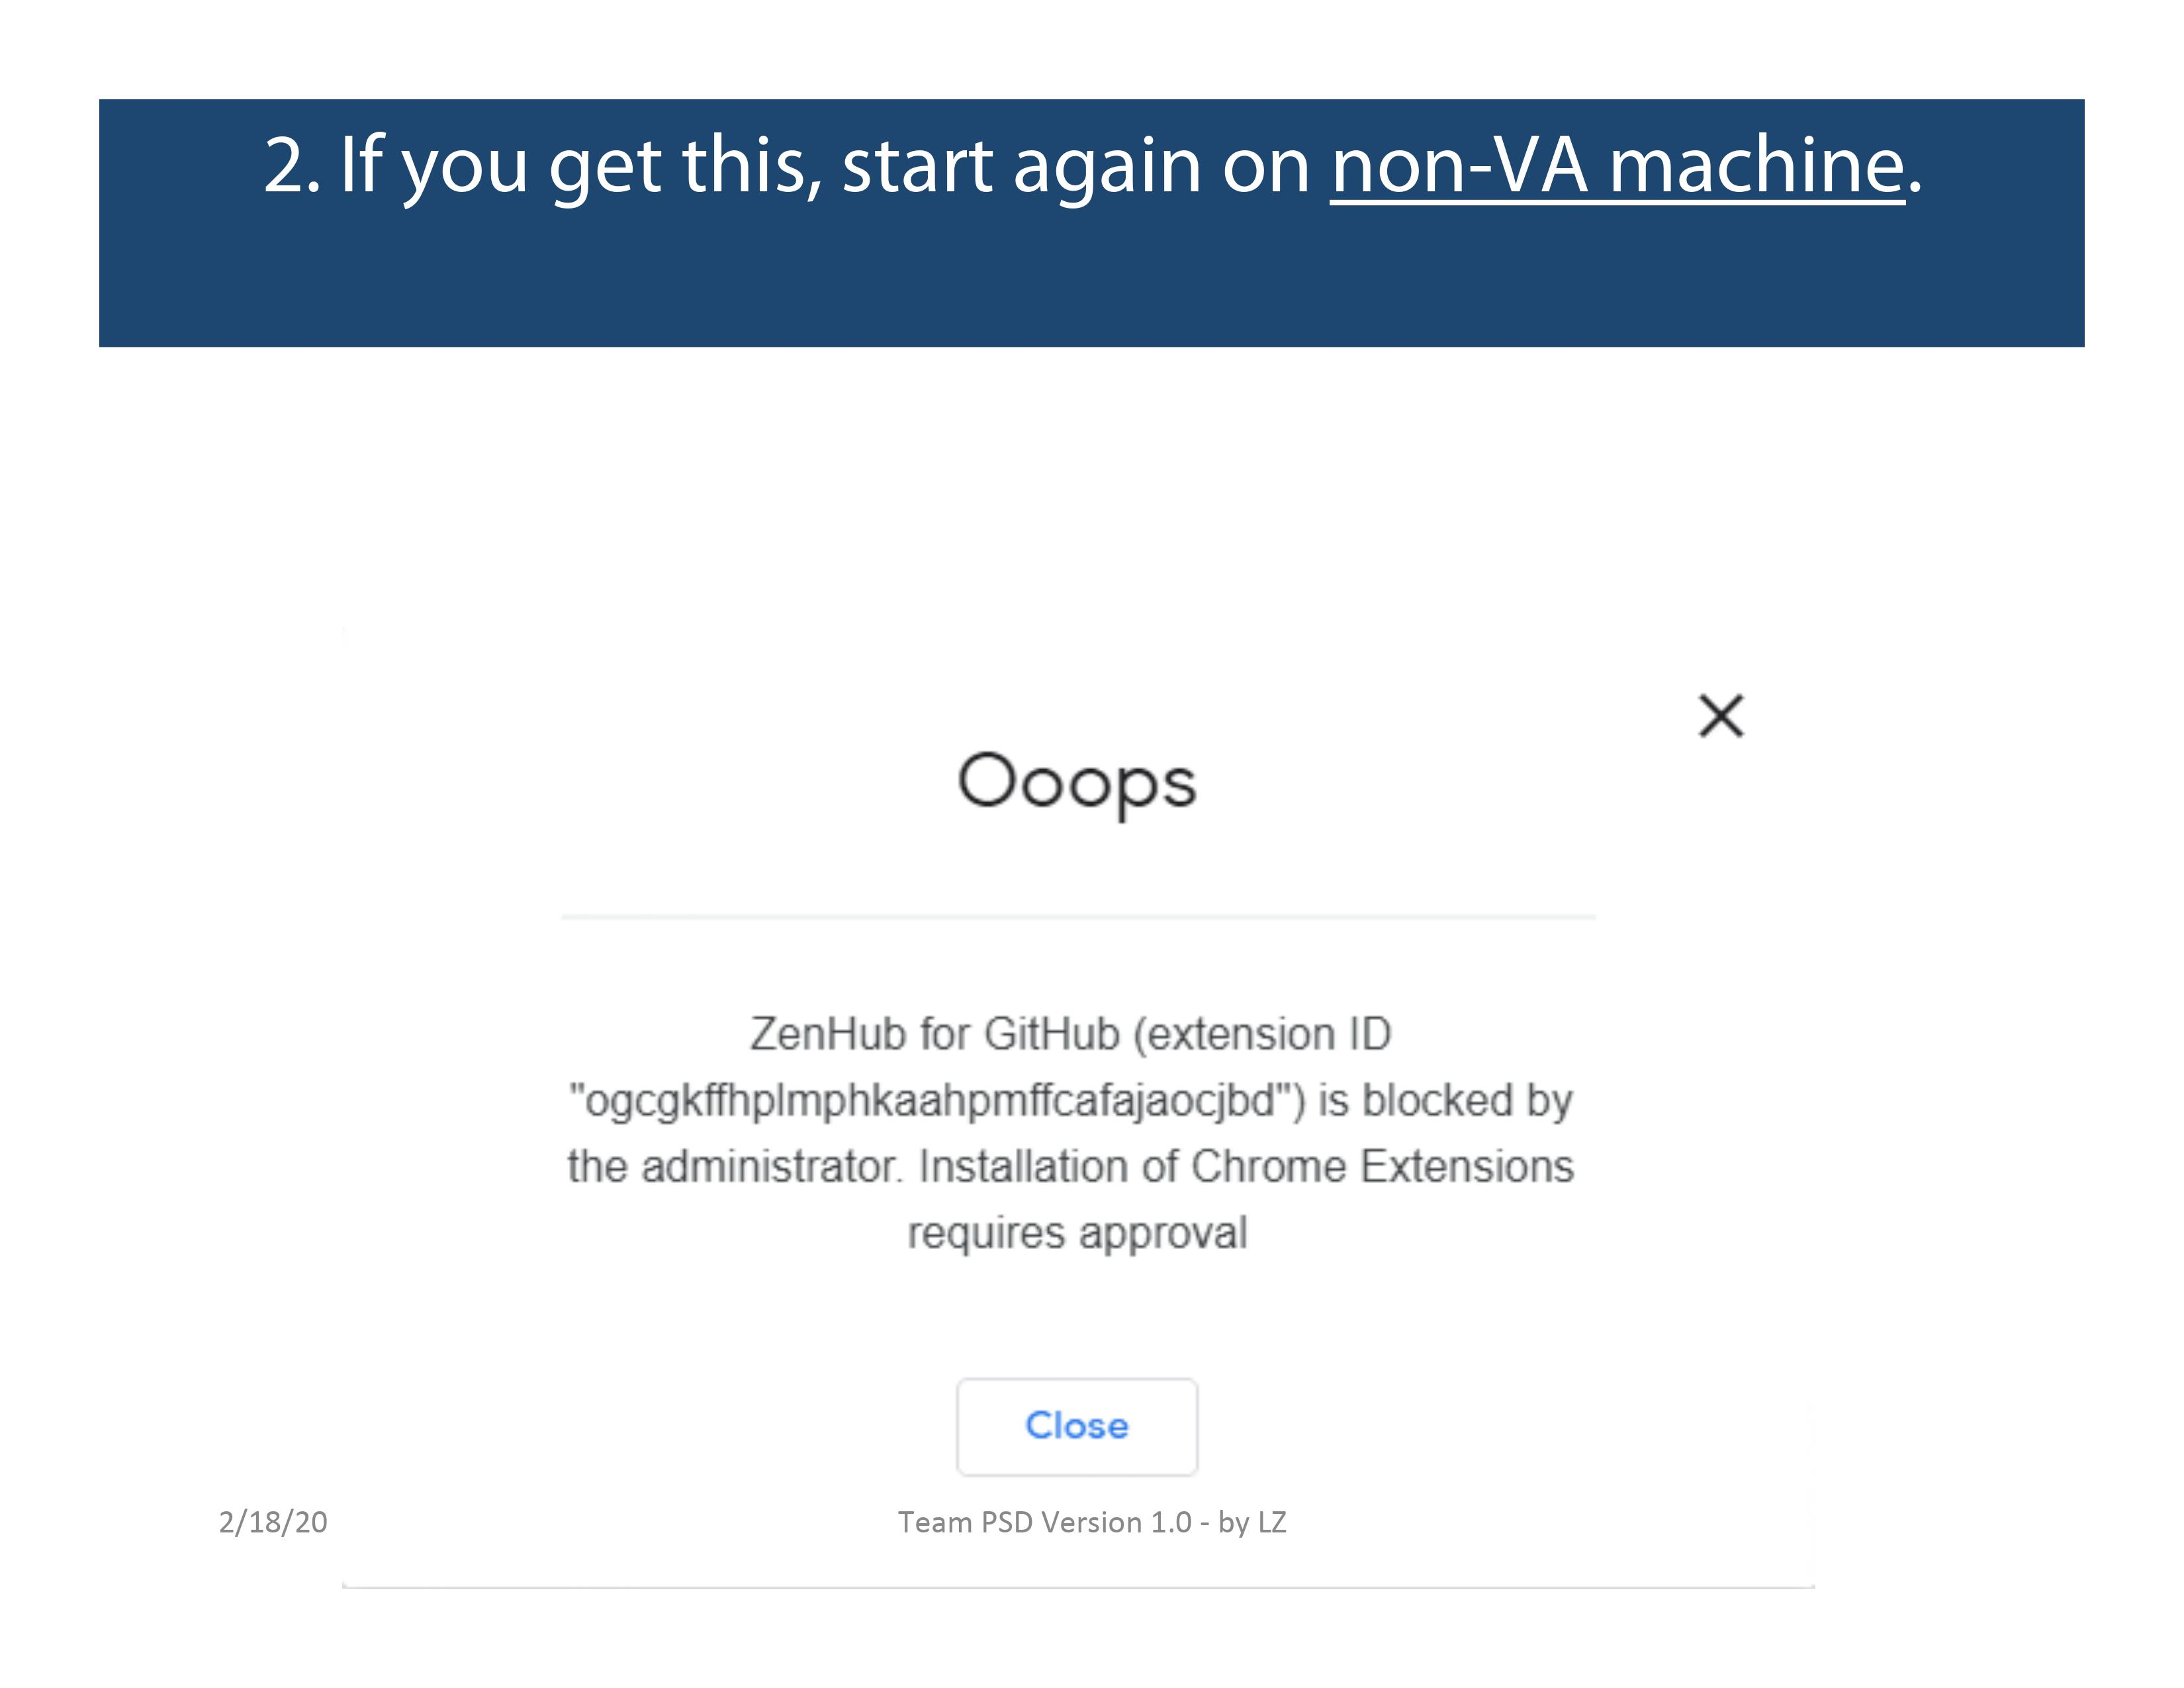 2. If you get this, start again on non-VA machine.
Ooops
ZenHub for GitHub (extension ID
"ogcgkffhplmphkaahpmffcafajaocjbd") is blocked by
the administrator. Installation of Chrome Extensions
requires approval
Close
2/18/20
Team PSD Version 1.0 - by LZ